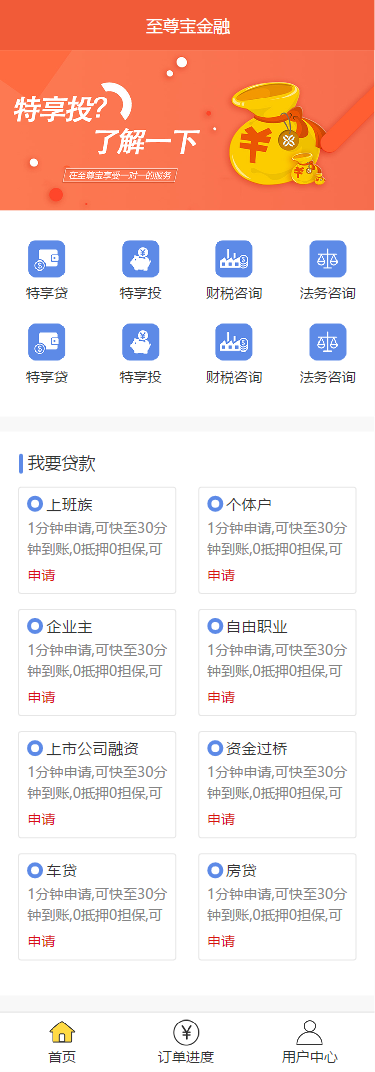 至尊宝金融
特享投?
了解一下
在至尊宝享受一对一的服务
特享贷 特享投 财税咨询 法务咨询
特享贷 特享投 财税咨询 法务咨询
我要贷款
上班族
1分钟申请,可快至30分
钟到账,0抵押0担保,可
申请
个体户
1分钟申请,可快至30分
钟到账,0抵押0担保,可
申请
企业主
1分钟申请,可快至30分
钟到账,0抵押0担保,可
申请
自由职业
1分钟申请,可快至30分
钟到账,0抵押0担保,可
申请
上市公司融资
1分钟申请,可快至30分
钟到账,0抵押0担保,可
申请
资金过桥
1分钟申请,可快至30分
钟到账,0抵押0担保,可
申请
车贷
1分钟申请,可快至30分
钟到账,0抵押0担保,可
申请
房贷
1分钟申请,可快至30分
钟到账,0抵押0担保,可
申请
首页 订单进度 用户中心